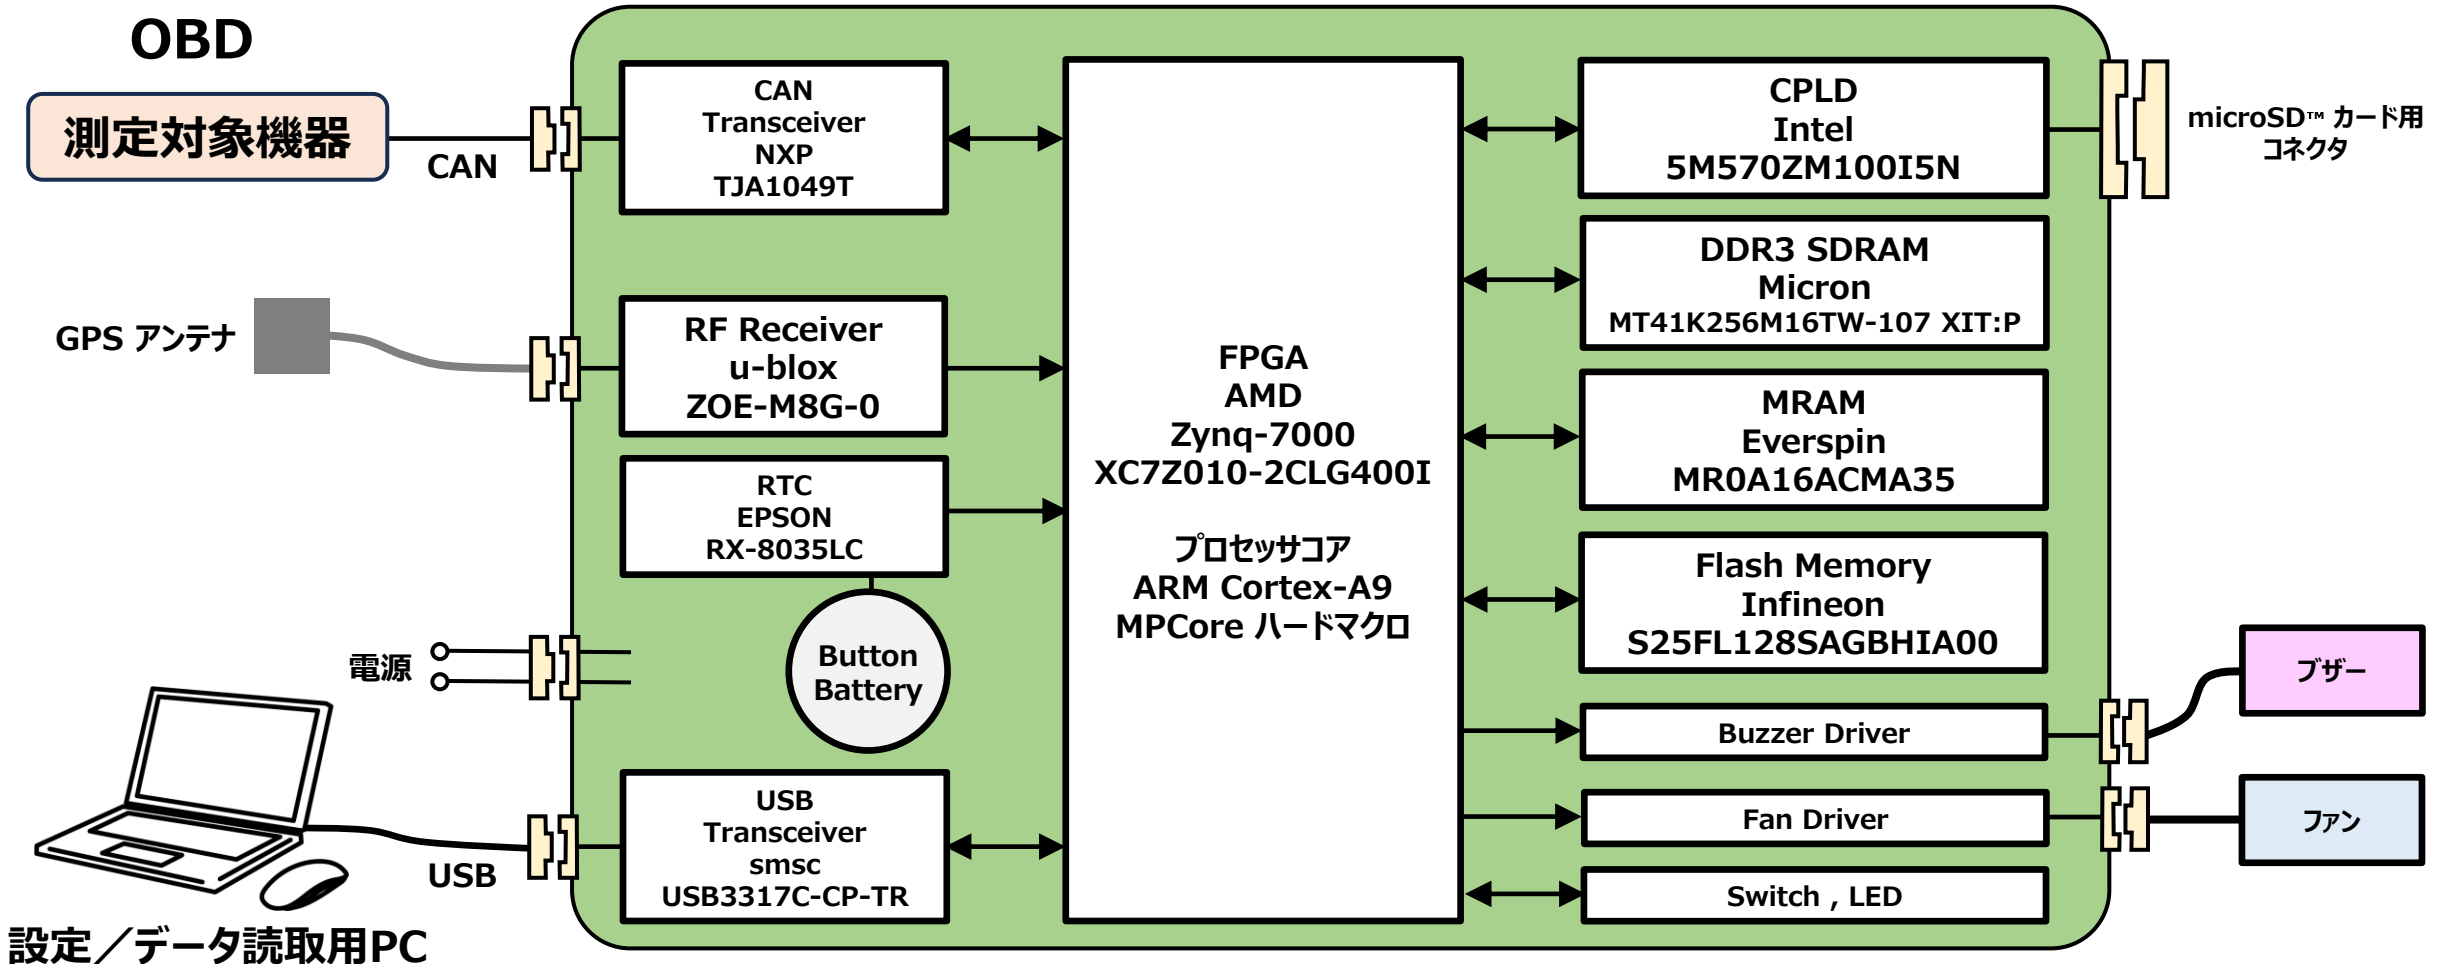 OBD
測定対象機器
CAN
CAN
Transceiver
NXP
TJA1049T
GPS アンテナ
RF Receiver
u-blox
ZOE-M8G-0
RTC
EPSON
RX-8035LC
電源
Button
Battery
USB
Transceiver
smsc
USB3317C-CP-TR
USB
設定／データ読取用PC
FPGA
AMD
Zynq-7000
XC7Z010-2CLG400I
プロセッサコア
ARM Cortex-A9
MPCore ハードマクロ
CPLD
Intel
5M570ZM100I5N
microSD™ カード用
コネクタ
DDR3 SDRAM
Micron
MT41K256M16TW-107 XIT:P
MRAM
Everspin
MR0A16ACMA35
Flash Memory
Infineon
S25FL128SAGBHIA00
Buzzer Driver
ブザー
Fan Driver
ファン
Switch , LED